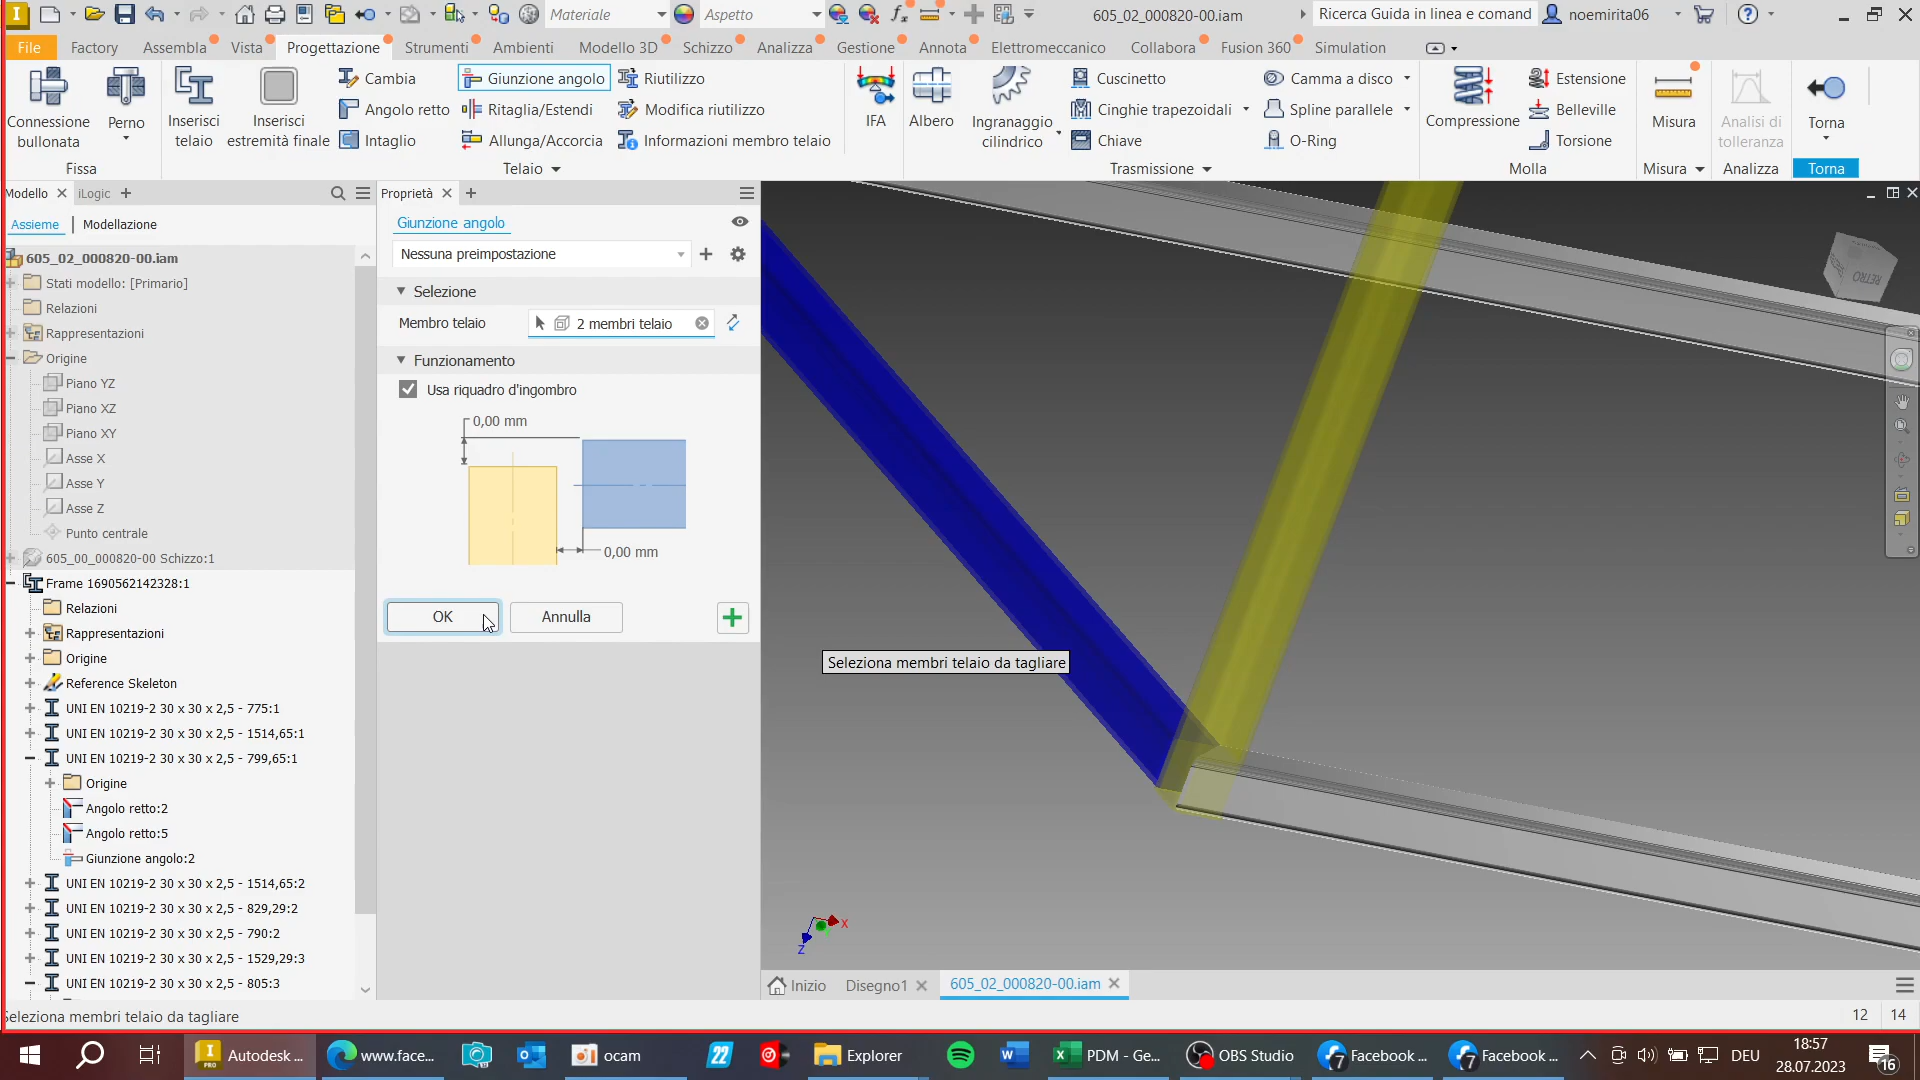 Materiale
Aspetto
605_02_000820-00.iam
Ricerca Guida in linea e comand
noemirita06
File
Factory
Assembla
Vista
Progettazione
Strumenti
Ambienti
Modello 3D
Schizzo
Analizza
Gestione
Annota
Elettromeccanico
Collabora
Fusion 360
Simulation
Connessione
bullonata
Perno
Inserisci
telaio
Inserisci
estremità finale
Cambia
Angolo retto
Intaglio
Giunzione angolo
Ritaglia/Estendi
Allunga/Accorcia
Riutilizzo
Modifica riutilizzo
Informazioni membro telaio
IFA
Albero
Ingranaggio
cilindrico
Cuscinetto
Cinghie trapezoidali
Chiave
Camma a disco
Spline parallele
O-Ring
Compressione
Estensione
Belleville
Torsione
Misura
Analisi di
tolleranza
Torna
Fissa
Telaio
Trasmissione
Molla
Misura
Analizza
Torna
Modello
iLogic
Assieme
Modellazione
605_02_000820-00.iam
Stati modello: [Primario]
Relazioni
Rappresentazioni
Origine
Piano YZ
Piano XZ
Piano XY
Asse X
Asse Y
Asse Z
Punto centrale
605_00_000820-00 Schizzo:1
Frame 1690562142328:1
Relazioni
Rappresentazioni
Origine
Reference Skeleton
UNI EN 10219-2 30 x 30 x 2,5 - 775:1
UNI EN 10219-2 30 x 30 x 2,5 - 1514,65:1
UNI EN 10219-2 30 x 30 x 2,5 - 799,65:1
Origine
Angolo retto:2
Angolo retto:5
Giunzione angolo:2
UNI EN 10219-2 30 x 30 x 2,5 - 1514,65:2
UNI EN 10219-2 30 x 30 x 2,5 - 829,29:2
UNI EN 10219-2 30 x 30 x 2,5 - 790:2
UNI EN 10219-2 30 x 30 x 2,5 - 1529,29:3
UNI EN 10219-2 30 x 30 x 2,5 - 805:3
Proprietà
Giunzione angolo
Nessuna preimpostazione
Selezione
Membro telaio
2 membri telaio
Funzionamento
Usa riquadro d'ingombro
0,00 mm
0,00 mm
OK
Annulla
Seleziona membri telaio da tagliare
RETRO
X
Z
Inizio
Disegno1
605_02_000820-00.iam
Seleziona membri telaio da tagliare
12
14
Autodesk ...
www.face...
ocam
22
Explorer
PDM - Ge...
OBS Studio
Facebook ...
Facebook ...
DEU
18:57
28.07.2023
16